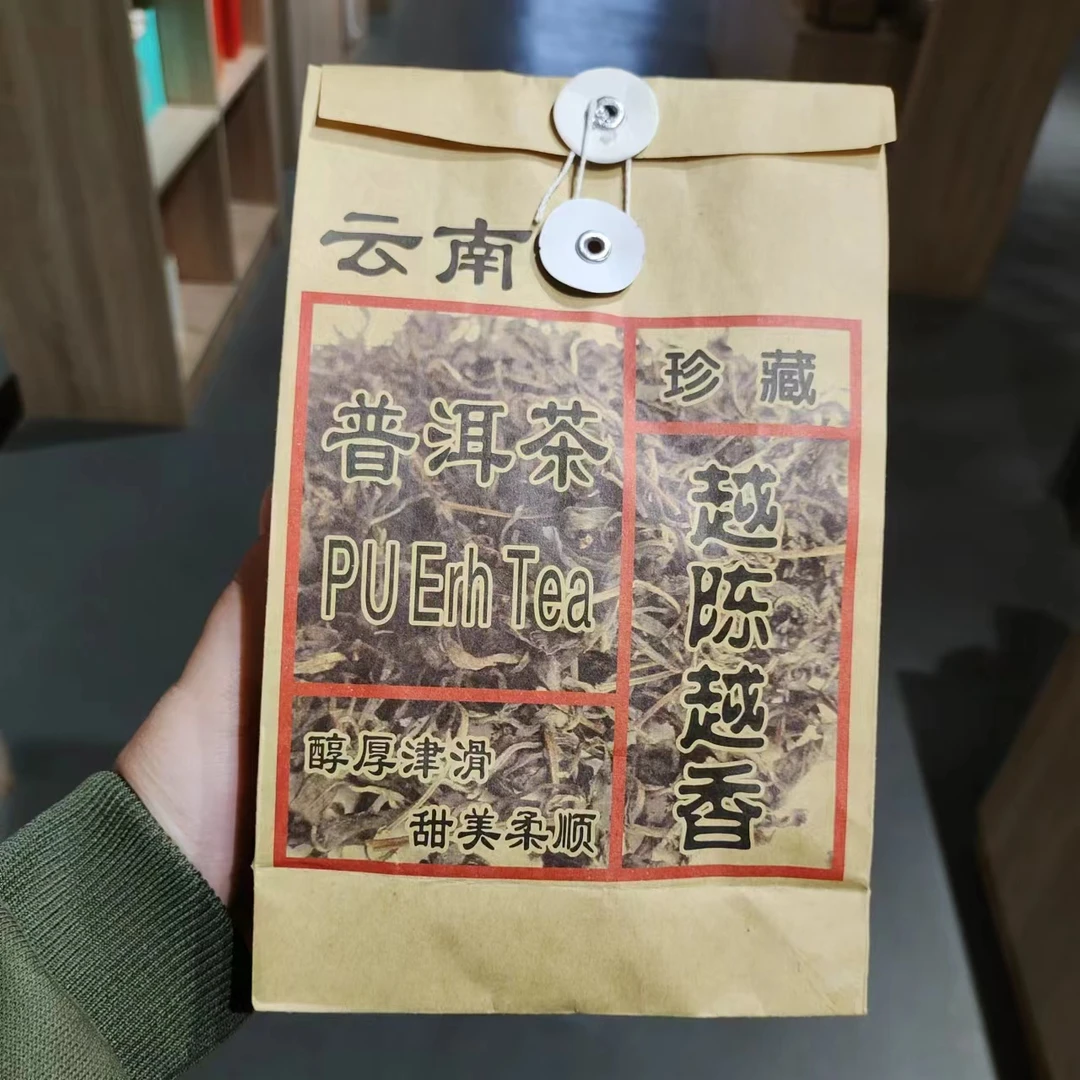 云南
普洱茶
PU Erh Tea
醇厚津滑
甜美柔顺
珍藏
越陈越香